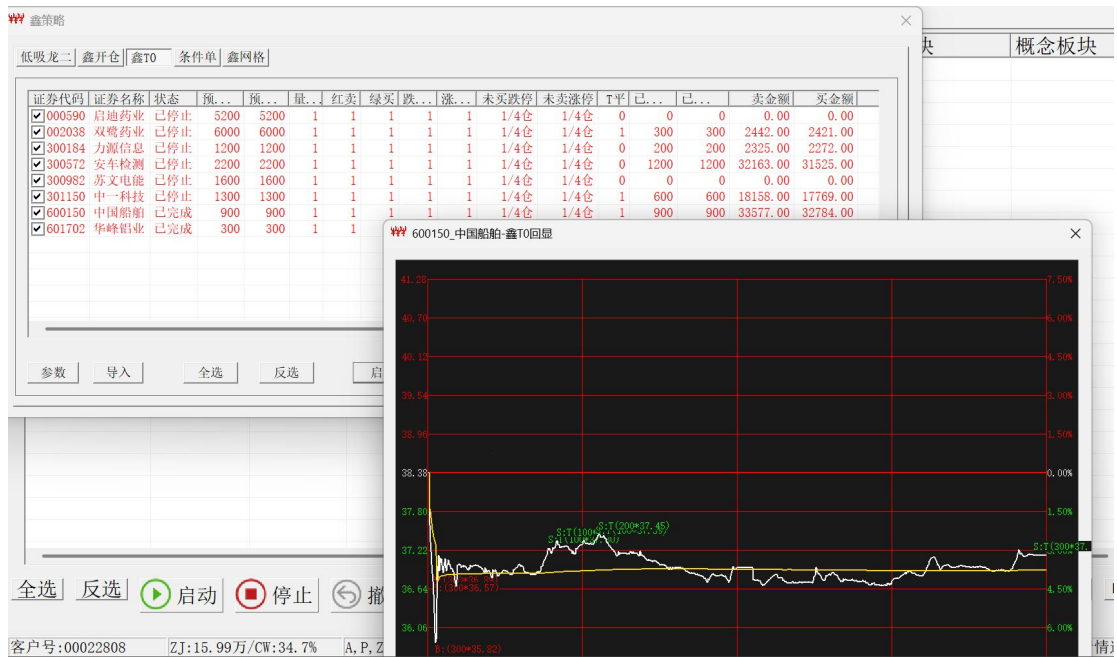 鑫策略
块 概念板块
低吸龙二 鑫开仓 鑫T0 条件单 鑫网格
证券代码 证券名称 状态 预... 预... 量... 红卖 绿买 跌... 涨... 未买跌停 未卖涨停 T平 已... 已... 卖金额 买金额
000590 启迪药业 已停止 5200 5200 1 1 1 1 1 1/4仓 1/4仓 0 0 0 0.00 0.00
002038 双鹭药业 已停止 6000 6000 1 1 1 1 1 1/4仓 1/4仓 1 300 300 2442.00 2421.00
300184 力源信息 已停止 1200 1200 1 1 1 1 1 1/4仓 1/4仓 0 200 200 2325.00 2272.00
300572 安车检测 已停止 2200 2200 1 1 1 1 1 1/4仓 1/4仓 0 1200 1200 32163.00 31525.00
300982 苏文电能 已停止 1600 1600 1 1 1 1 1 1/4仓 1/4仓 0 0 0 0.00 0.00
301150 中一科技 已停止 1300 1300 1 1 1 1 1 1/4仓 1/4仓 1 600 600 18158.00 17769.00
600150 中国船舶 已完成 900 900 1 1 1 1 1 1/4仓 1/4仓 1 900 900 33577.00 32784.00
601702 华峰铝业 已完成 300 300 1 1
600150_中国船舶-鑫T0回显
41.28 7.50%
40.70 6.00%
40.12 4.50%
39.54 3.00%
38.96 1.50%
38.38 0.00%
37.80 1.50%
S:T(200*37.45)
S:T(100
37.22
S:T(300*37.
36.64 4.50%
36.06 6.00%
B:(300*35.82)
参数 导入 全选 反选 启
全选 反选 启动 停止 撤
客户号:00022808 ZJ:15.99万/CW:34.7% A,P,Z 情